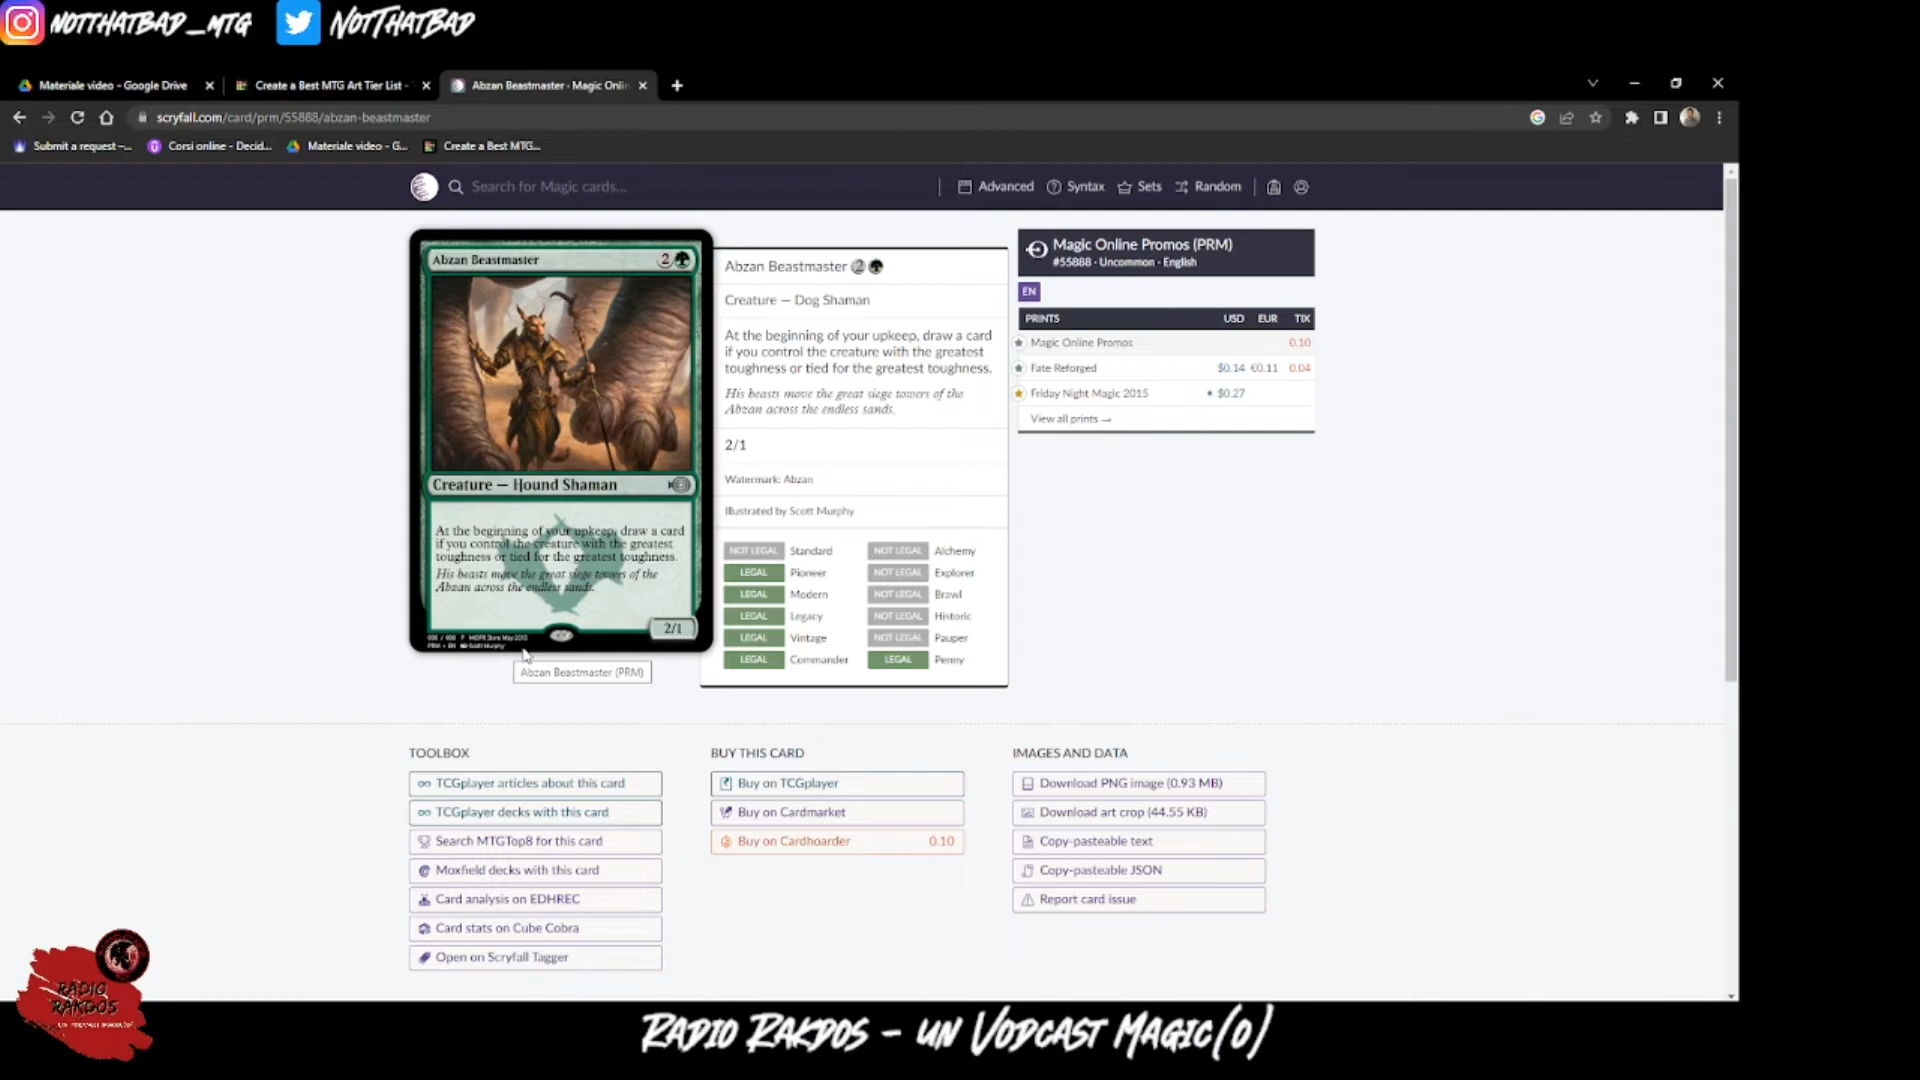 NOTTHATBAD_MTG NOTTHATBAD
Materiale video - Google Drive
Create a Best MTG Art Tier List -
Abzan Beastmaster · Magic Onli
scryfall.com/card/prm/55888/abzan-beastmaster
Submit a request –...
Corsi online - Decid...
Materiale video - G...
Create a Best MTG...
Search for Magic cards...
Advanced
Syntax
Sets
Random
Abzan Beastmaster 2
Creature — Hound Shaman
At the beginning of your upkeep, draw a card
if you control the creature with the greatest
toughness or tied for the greatest toughness.
His beasts move the great siege towers of the
Abzan across the endless sands.
2/1
Scott Murphy
Abzan Beastmaster (PRM)
Abzan Beastmaster 2
Creature — Dog Shaman
At the beginning of your upkeep, draw a card
if you control the creature with the greatest
toughness or tied for the greatest toughness.
His beasts move the great siege towers of the
Abzan across the endless sands.
2/1
Watermark: Abzan
Illustrated by Scott Murphy
NOT LEGAL Standard NOT LEGAL Alchemy
LEGAL Pioneer NOT LEGAL Explorer
LEGAL Modern NOT LEGAL Brawl
LEGAL Legacy NOT LEGAL Historic
LEGAL Vintage NOT LEGAL Pauper
LEGAL Commander LEGAL Penny
Magic Online Promos (PRM)
#55888 · Uncommon · English
EN
PRINTS USD EUR TIX
Magic Online Promos 0.10
Fate Reforged $0.14 €0.11 0.04
Friday Night Magic 2015 $0.27
View all prints →
TOOLBOX
TCGplayer articles about this card
TCGplayer decks with this card
Search MTGTop8 for this card
Moxfield decks with this card
Card analysis on EDHREC
Card stats on Cube Cobra
Open on Scryfall Tagger
BUY THIS CARD
Buy on TCGplayer
Buy on Cardmarket
Buy on Cardhoarder 0.10
IMAGES AND DATA
Download PNG image (0.93 MB)
Download art crop (44.55 KB)
Copy-pasteable text
Copy-pasteable JSON
Report card issue
RADIO
RAKDOS
UN VODCAST MAGIC(O)
RADIO RAKDOS - UN VODCAST MAGIC(O)